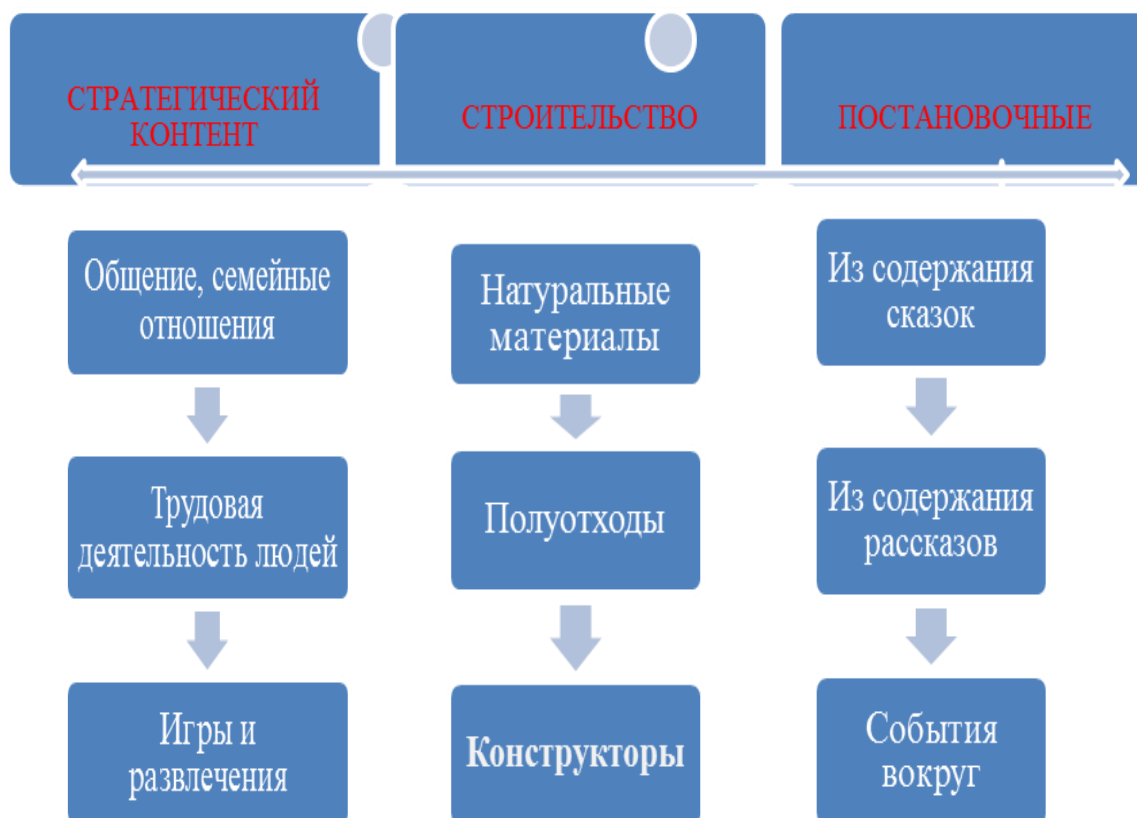 СТРАТЕГИЧЕСКИЙ
КОНТЕНТ
СТРОИТЕЛЬСТВО
ПОСТАНОВОЧНЫЕ
Общение, семейные
отношения
Трудовая
деятельность людей
Игры и
развлечения
Натуральные
материалы
Полуотходы
Конструкторы
Из содержания
сказок
Из содержания
рассказов
События
вокруг